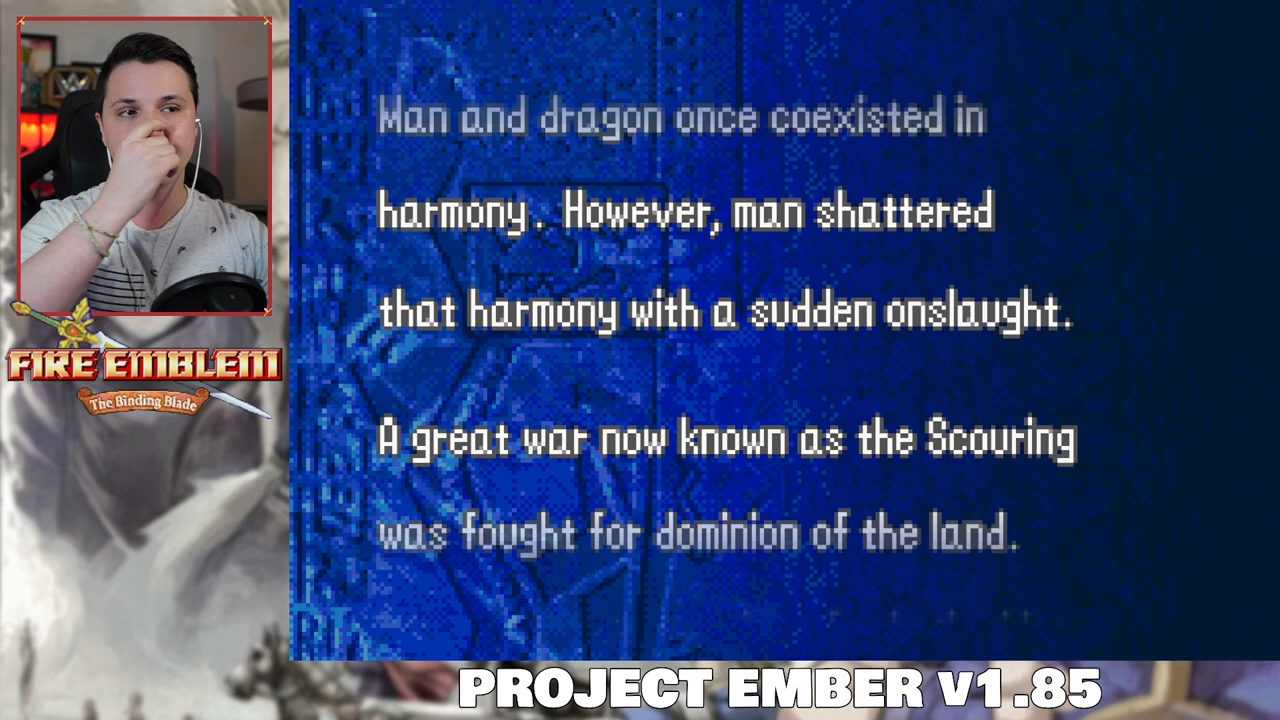 Man and dragon once coexisted in
harmony. However, man shattered
that harmony with a sudden onslaught.
A great war now known as the Scouring
was fought for dominion of the land.
FIRE EMBLEM
The Binding Blade
PROJECT EMBER v1.85